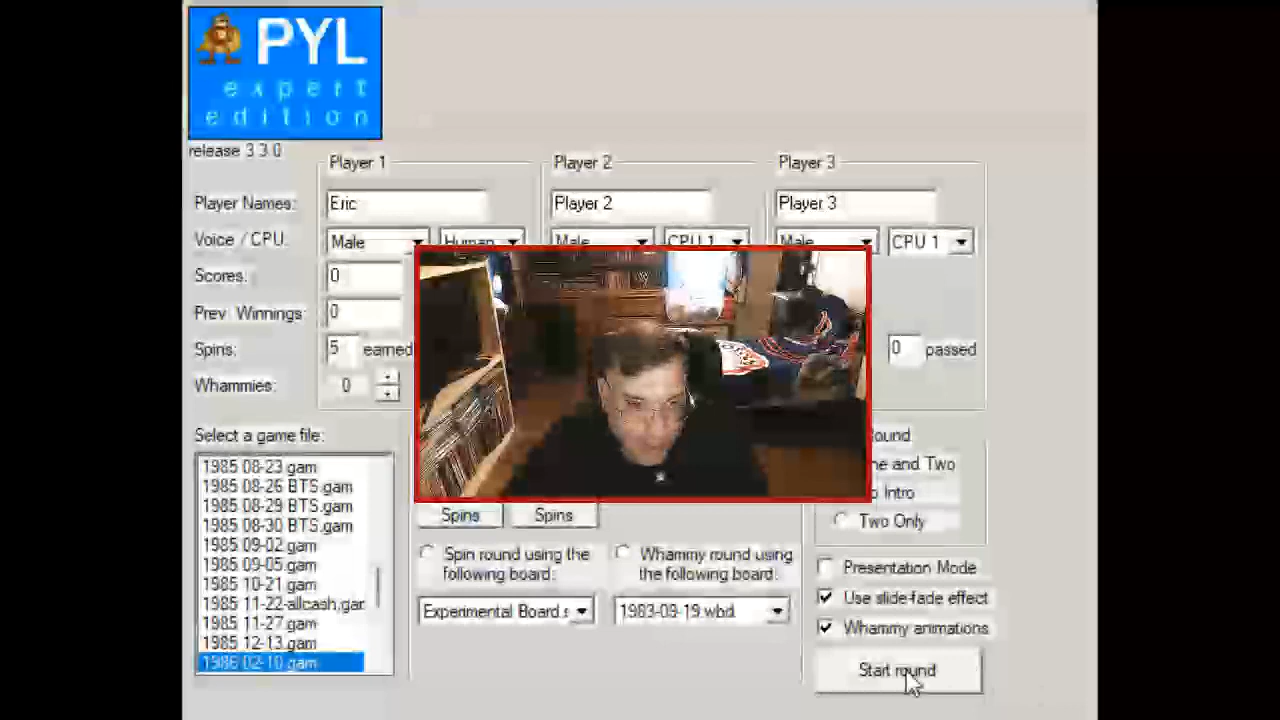 PYL
expert
edition
release 3 3 0
Player 1
Player 2
Player 3
Player Names:
Eric
Player 2
Player 3
Voice / CPU:
Male
Human
Male
CPU 1
Male
CPU 1
Scores:
0
Prev Winnings:
0
Spins:
5
earned
0
passed
Whammies:
0
Select a game file:
1985 08-23.gam
1985 08-26 BTS.gam
1985 08-29 BTS.gam
1985 08-30 BTS.gam
1985 09-02.gam
1985 09-05.gam
1985 10-21.gam
1985 11-22-allcash.gar
1985 11-27.gam
1985 12-13.gam
1986 02-10.gam
Spins
Spins
and Two
Intro
Two Only
Spin round using the
following board:
Whammy round using
the following board:
Experimental Board s
1983-09-19.wbd
Presentation Mode
Use slide-fade effect
Whammy animations
Start round